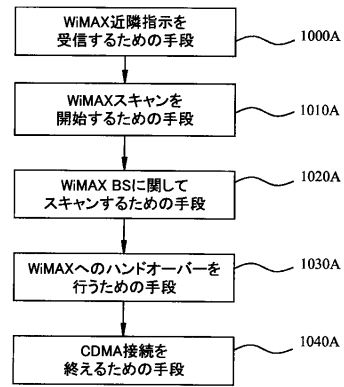 WiMAX近隣指示を
受信するための手段
1000A
WiMAXスキャンを
開始するための手段
1010A
WiMAX BSに関して
スキャンするための手段
1020A
WiMAXへのハンドオーバーを
行うための手段
1030A
CDMA接続を
終えるための手段
1040A